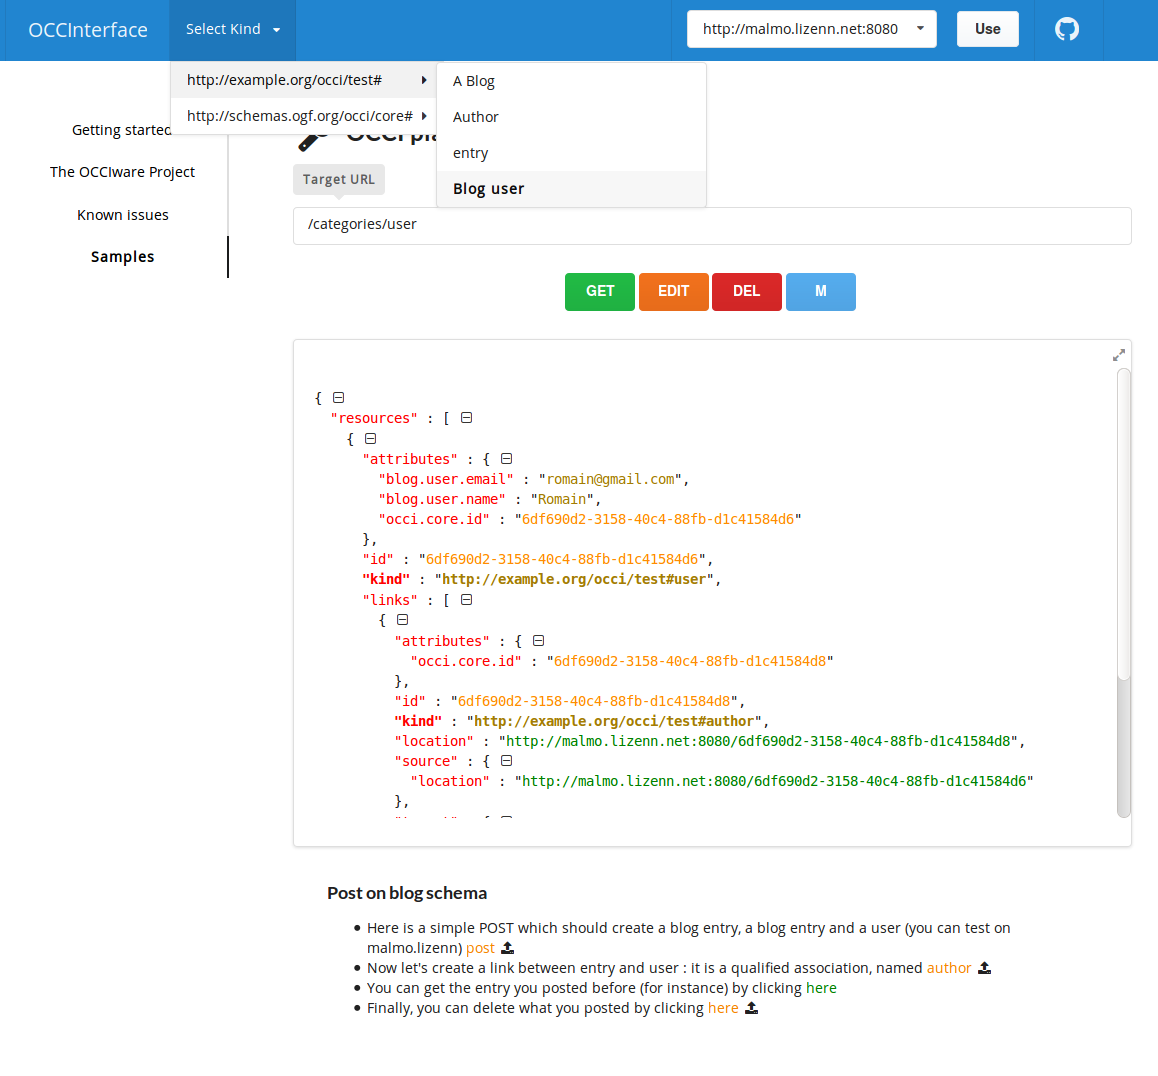 OCCInterface
Select Kind
http://malmo.lizenn.net:8080
Use
http://example.org/occi/test#
http://schemas.ogf.org/occi/core#
A Blog
Author
entry
Blog user
Getting started
The OCCIware Project
Known issues
Samples
OCCI
Target URL
/categories/user
GET
EDIT
DEL
M
{
"resources" : [
{
"attributes" : {
"blog.user.email" : "romain@gmail.com",
"blog.user.name" : "Romain",
"occi.core.id" : "6df690d2-3158-40c4-88fb-d1c41584d6"
},
"id" : "6df690d2-3158-40c4-88fb-d1c41584d6",
"kind" : "http://example.org/occi/test#user",
"links" : [
{
"attributes" : {
"occi.core.id" : "6df690d2-3158-40c4-88fb-d1c41584d8"
},
"id" : "6df690d2-3158-40c4-88fb-d1c41584d8",
"kind" : "http://example.org/occi/test#author",
"location" : "http://malmo.lizenn.net:8080/6df690d2-3158-40c4-88fb-d1c41584d8",
"source" : {
"location" : "http://malmo.lizenn.net:8080/6df690d2-3158-40c4-88fb-d1c41584d6"
},
Post on blog schema
• Here is a simple POST which should create a blog entry, a blog entry and a user (you can test on
malmo.lizenn) post
• Now let's create a link between entry and user : it is a qualified association, named author
• You can get the entry you posted before (for instance) by clicking here
• Finally, you can delete what you posted by clicking here